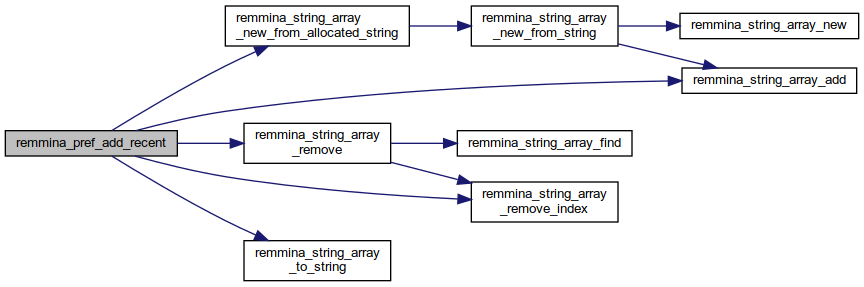 remmina_string_array
_new_from_allocated_string
remmina_string_array
_new_from_string
remmina_string_array_new
remmina_string_array_add
remmina_pref_add_recent
remmina_string_array
_remove
remmina_string_array_find
remmina_string_array
_remove_index
remmina_string_array
_to_string